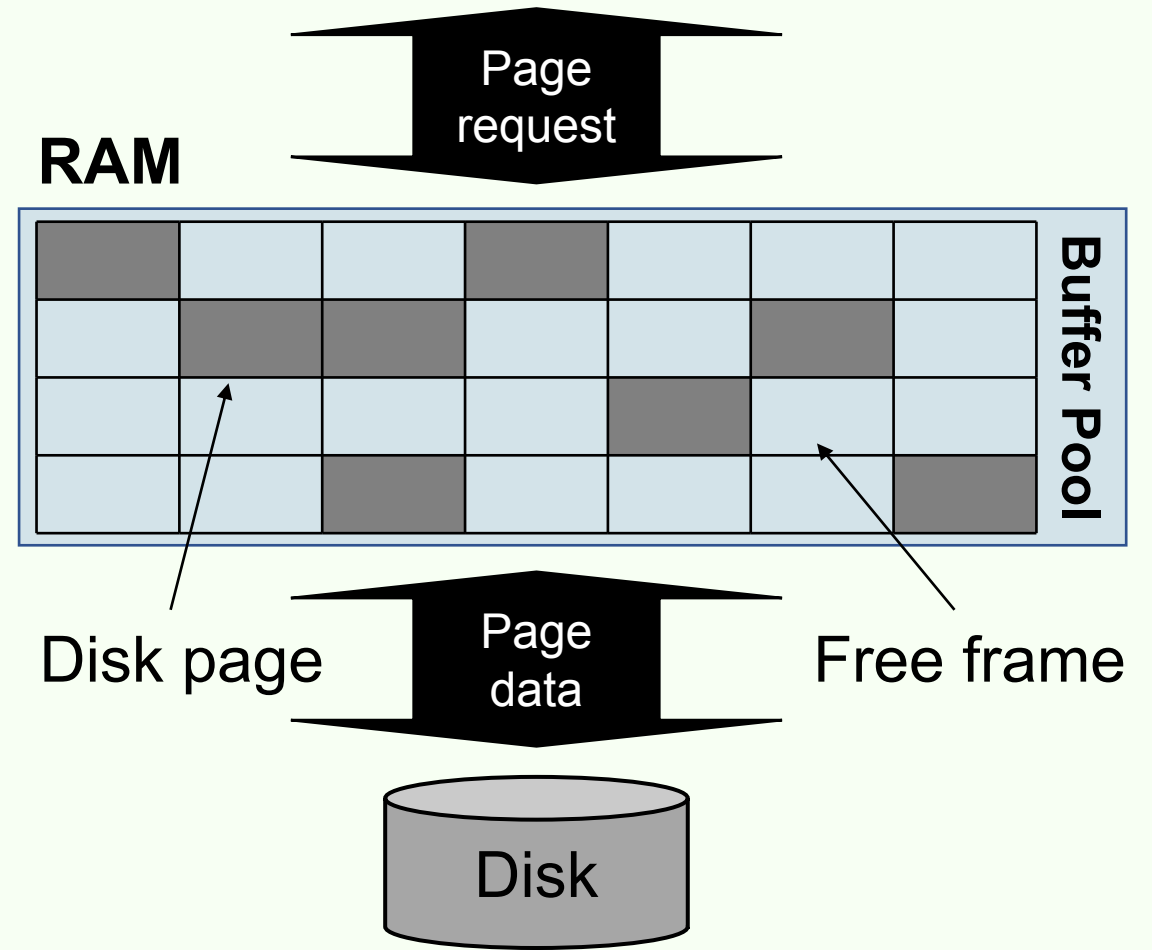 Page
request
RAM
Buffer Pool
Disk page
Page
data
Free frame
Disk